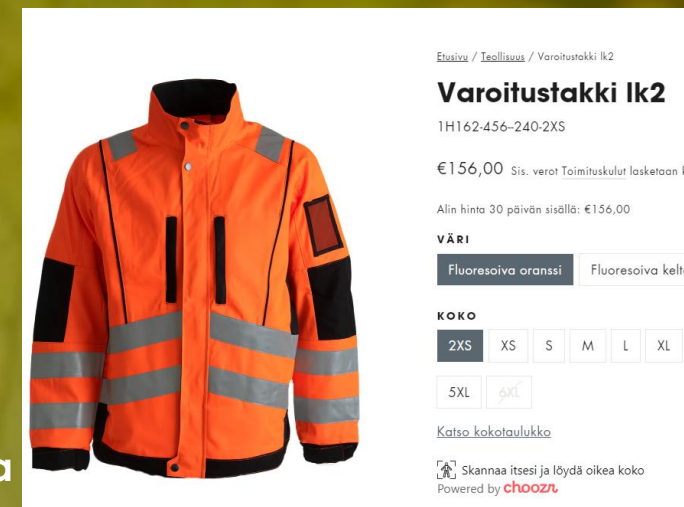 Etusivu / Teollisuus / Varoitustakki lk2
Varoitustakki lk2
1H162-456--240-2XS
€156,00 Sis. verot Toimituskulut lasketaan
Alin hinta 30 päivän sisällä: €156,00
VÄRI
Fluoresoiva oranssi Fluoresoiva kelt
KOKO
2XS XS S M L XL
5XL 6XL
Katso kokotaulukko
a
Skannaa itsesi ja löydä oikea koko
Powered by choozr